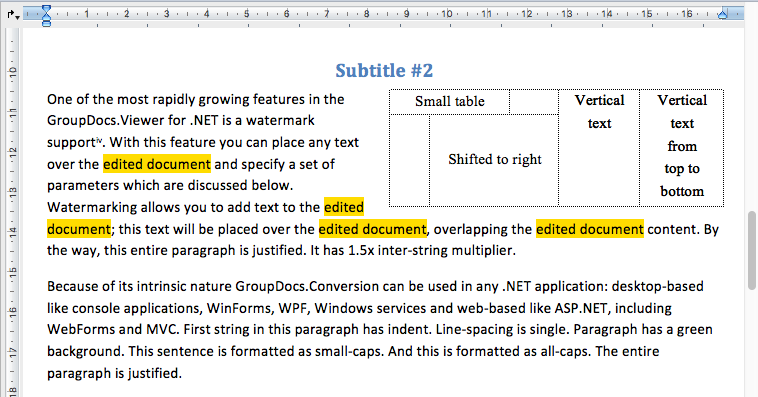 1 2 3 4 5 6 7 8 9 10 11 12 13 14 15 16
10
11
12
13
14
15
16
17
18
Subtitle #2
One of the most rapidly growing features in the
GroupDocs.Viewer for .NET is a watermark
supportiv. With this feature you can place any text
over the edited document and specify a set of
parameters which are discussed below.
Watermarking allows you to add text to the edited
Small table
Shifted to right
Vertical
text
Vertical
text
from
top to
bottom
document; this text will be placed over the edited document, overlapping the edited document content. By
the way, this entire paragraph is justified. It has 1.5x inter-string multiplier.
Because of its intrinsic nature GroupDocs.Conversion can be used in any .NET application: desktop-based
like console applications, WinForms, WPF, Windows services and web-based like ASP.NET, including
WebForms and MVC. First string in this paragraph has indent. Line-spacing is single. Paragraph has a green
background. This sentence is formatted as small-caps. And this is formatted as all-caps. The entire
paragraph is justified.